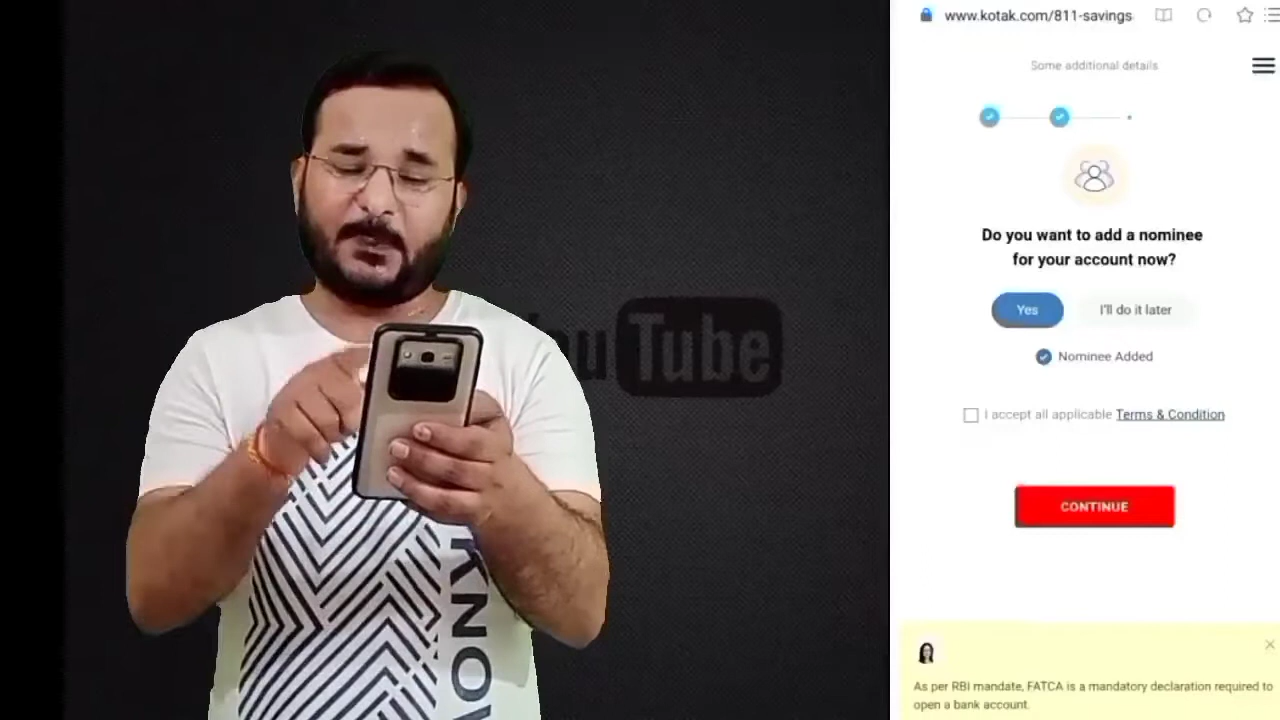 www.kotak.com/811-savings
Some additional details
Do you want to add a nominee
for your account now?
Yes
I'll do it later
Nominee Added
I accept all applicable Terms & Condition
CONTINUE
As per RBI mandate, FATCA is a mandatory declaration required to
open a bank account.
Tube
KNOW